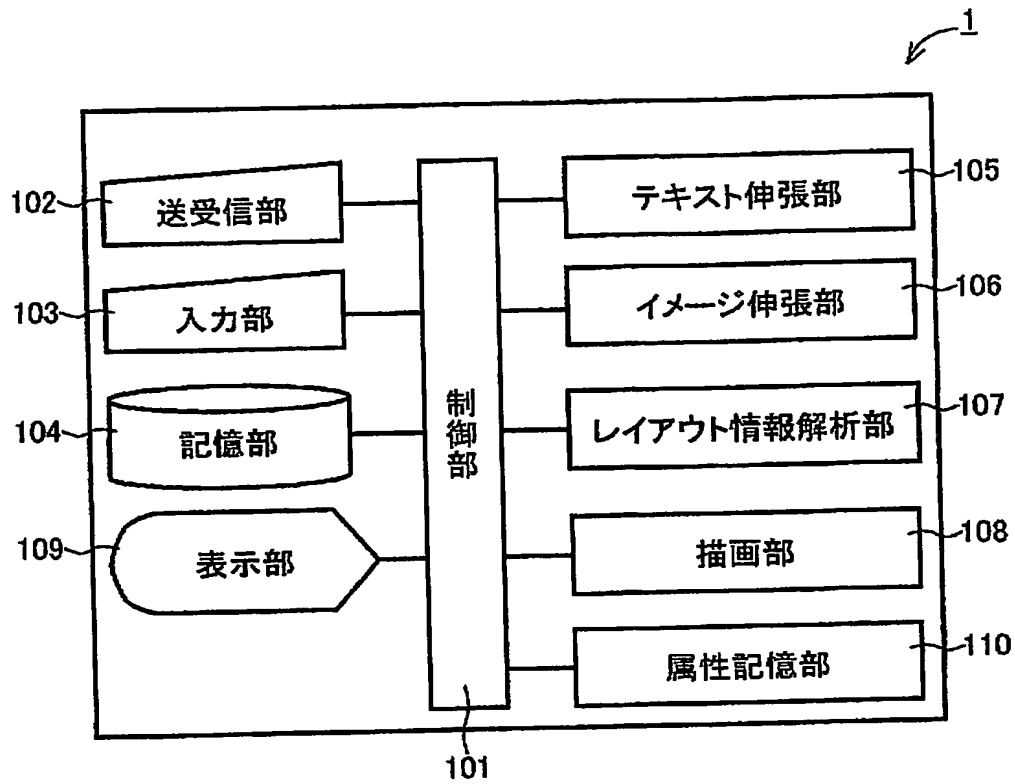 1
102
送受信部
103
入力部
104
記憶部
109
表示部
制御部
101
テキスト伸張部
105
イメージ伸張部
106
レイアウト情報解析部
107
描画部
108
属性記憶部
110